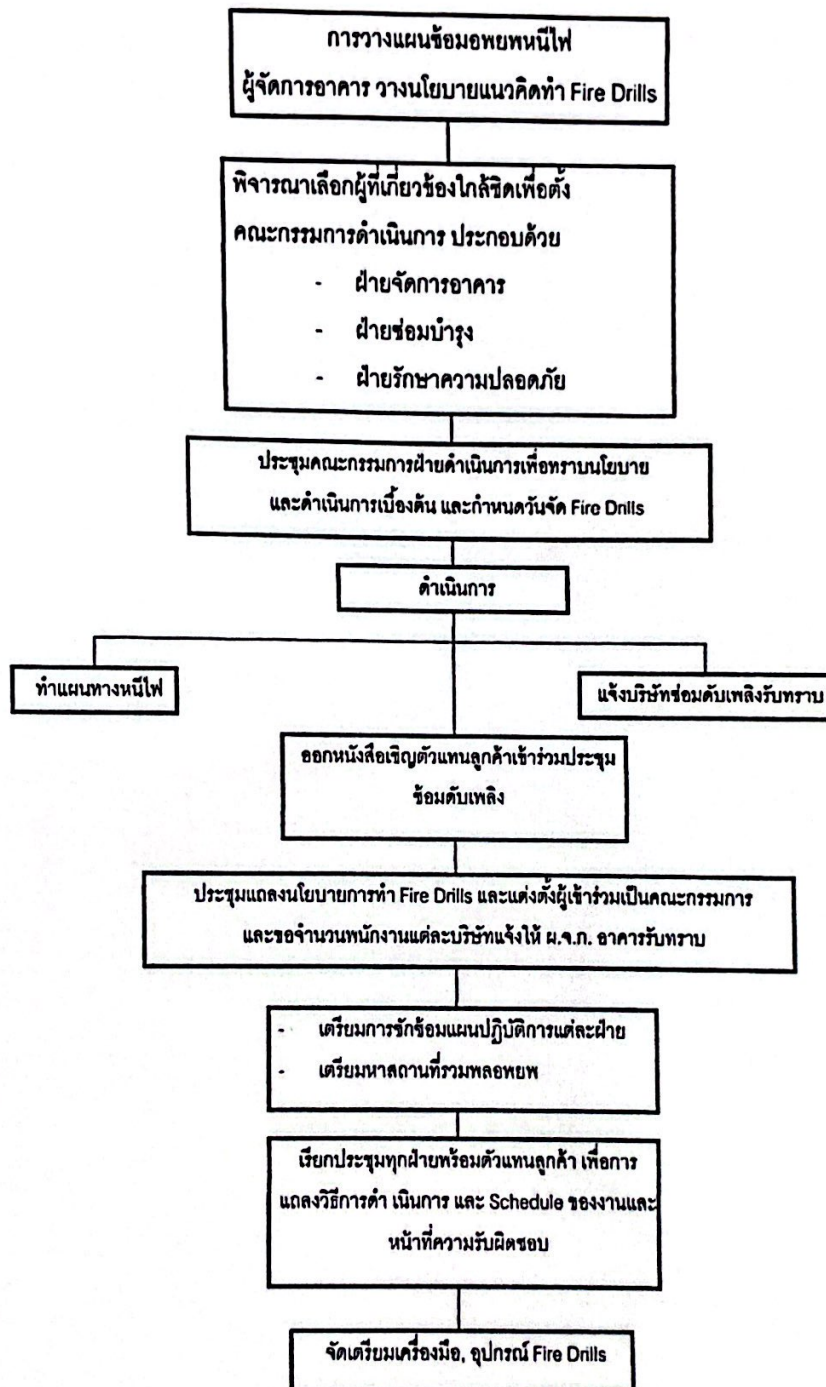 การวางแผนซ้อมอพยพหนีไฟ
ผู้จัดการอาคาร วางนโยบายแนวคิดทำ Fire Drills
พิจารณาเลือกผู้ที่เกี่ยวข้องใกล้ชิดเพื่อตั้ง
คณะกรรมการดำเนินการ ประกอบด้วย
- ฝ่ายจัดการอาคาร
- ฝ่ายซ่อมบำรุง
- ฝ่ายรักษาความปลอดภัย
ประชุมคณะกรรมการฝ่ายดำเนินการเพื่อทราบนโยบาย
และดำเนินการเบื้องต้น และกำหนดวันจัด Fire Drills
ดำเนินการ
ทำแผนทางหนีไฟ
แจ้งบริษัทซ่อมดับเพลิงรับทราบ
ออกหนังสือเชิญตัวแทนลูกค้าเข้าร่วมประชุม
ซ้อมดับเพลิง
ประชุมแถลงนโยบายการทำ Fire Drills และแต่งตั้งผู้เข้าร่วมเป็นคณะกรรมการ
และขอจำนวนพนักงานแต่ละบริษัทแจ้งให้ ผ.จ.ก. อาคารรับทราบ
- เตรียมการซักซ้อมแผนปฏิบัติการแต่ละฝ่าย
- เตรียมหาสถานที่รวมพลอพยพ
เรียกประชุมทุกฝ่ายพร้อมตัวแทนลูกค้า เพื่อการ
แถลงวิธีการดำ เนินการ และ Schedule ของงานและ
หน้าที่ความรับผิดชอบ
จัดเตรียมเครื่องมือ, อุปกรณ์ Fire Drills